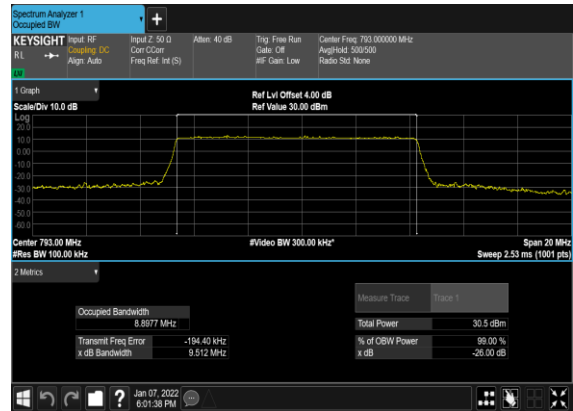 Spectrum Analyzer 1
Occupied BW
+
KEYSIGHT Input: RF Input Z: 50 Ω Atten: 40 dB Trig: Free Run Center Freq: 793.000000 MHz
RL Coupling: DC Corr CCorr Gate: Off Avg|Hold: 500/500
Align: Auto Freq Ref: Int (S) #IF Gain: Low Radio Std: None
1 Graph Ref Lvl Offset 4.00 dB
Scale/Div 10.0 dB Ref Value 30.00 dBm
Log
20.0
10.0
0.00
-10.0
-20.0
-30.0
-40.0
-50.0
-60.0
Center 793.00 MHz #Video BW 300.00 kHz* Span 20 MHz
#Res BW 100.00 kHz Sweep 2.53 ms (1001 pts)
2 Metrics
Measure Trace Trace 1
Occupied Bandwidth
8.8977 MHz Total Power 30.5 dBm
Transmit Freq Error -194.40 kHz % of OBW Power 99.00 %
x dB Bandwidth 9.512 MHz x dB -26.00 dB
? Jan 07, 2022
6:01:38 PM